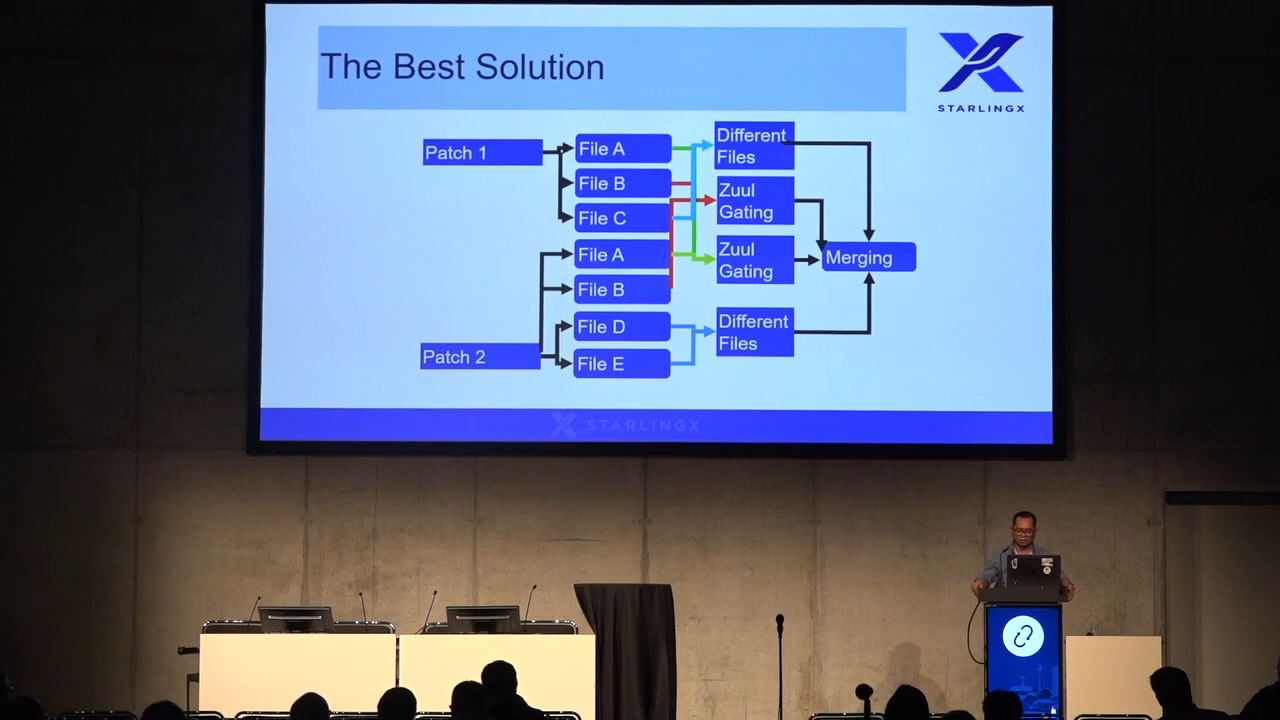 The Best Solution
STARLINGX
Patch 1
File A
File B
File C
File A
File B
File D
File E
Patch 2
Different
Files
Zuul
Gating
Zuul
Gating
Different
Files
Merging
STARLINGX